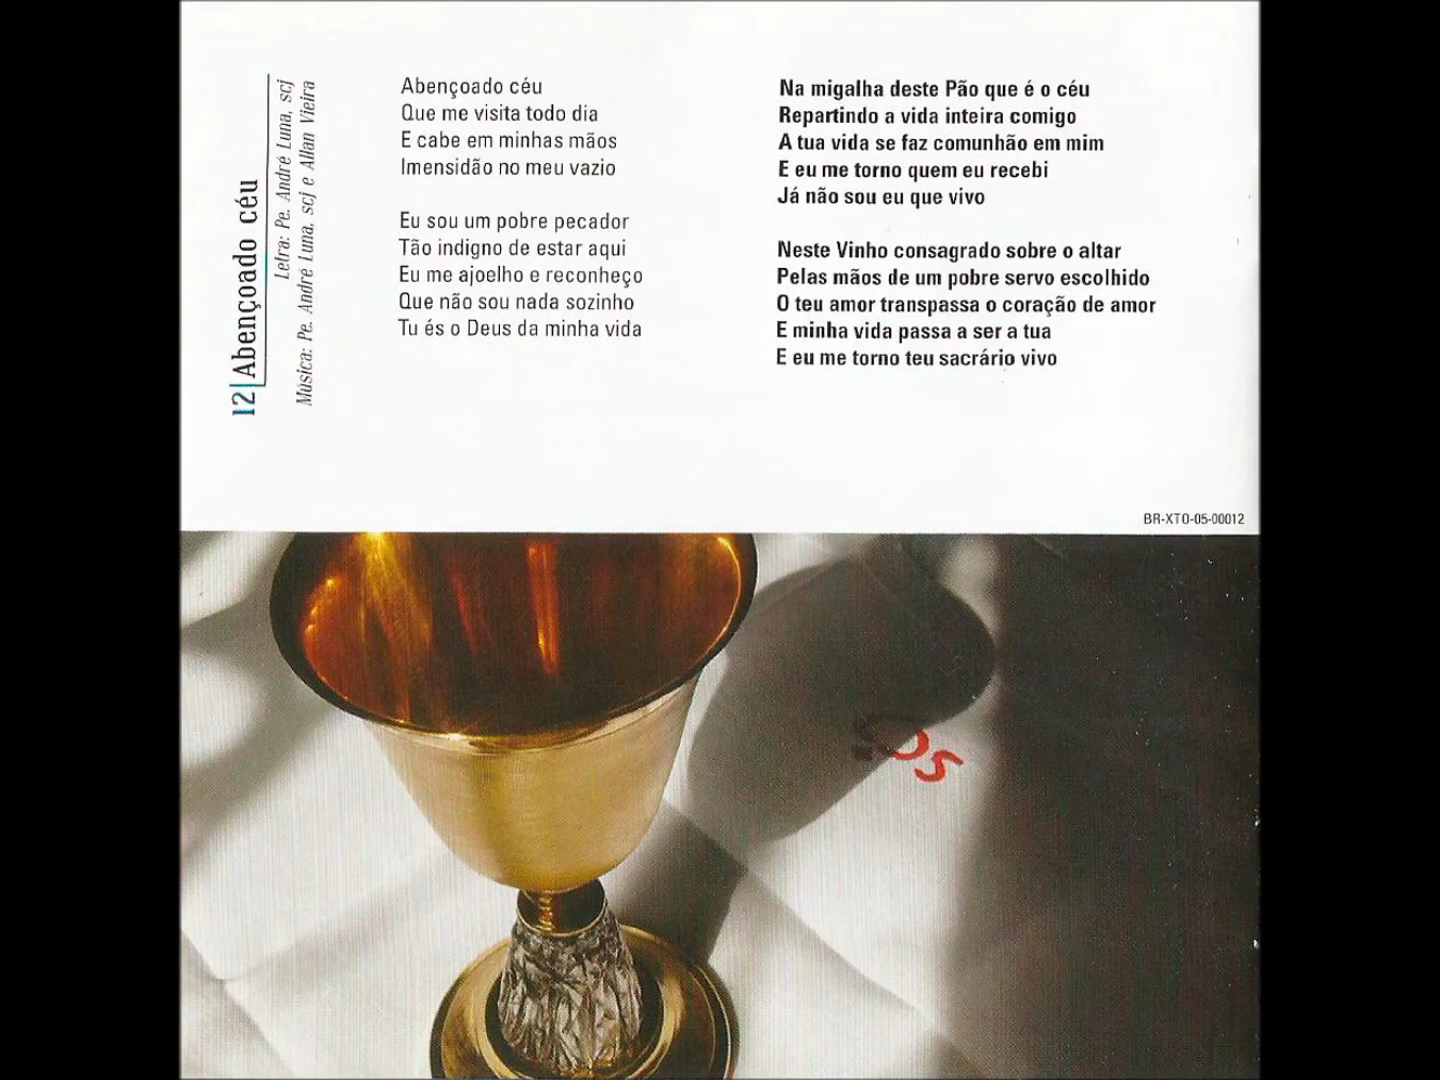 12 Abençoado céu
Letra: Pe. André Luna, scj
Música: Pe. André Luna, scj e Allan Vieira
Abençoado céu
Que me visita todo dia
E cabe em minhas mãos
Imensidão no meu vazio
Eu sou um pobre pecador
Tão indigno de estar aqui
Eu me ajoelho e reconheço
Que não sou nada sozinho
Tu és o Deus da minha vida
Na migalha deste Pão que é o céu
Repartindo a vida inteira comigo
A tua vida se faz comunhão em mim
E eu me torno quem eu recebi
Já não sou eu que vivo
Neste Vinho consagrado sobre o altar
Pelas mãos de um pobre servo escolhido
O teu amor transpassa o coração de amor
E minha vida passa a ser a tua
E eu me torno teu sacrário vivo
BR-XTO-05-00012